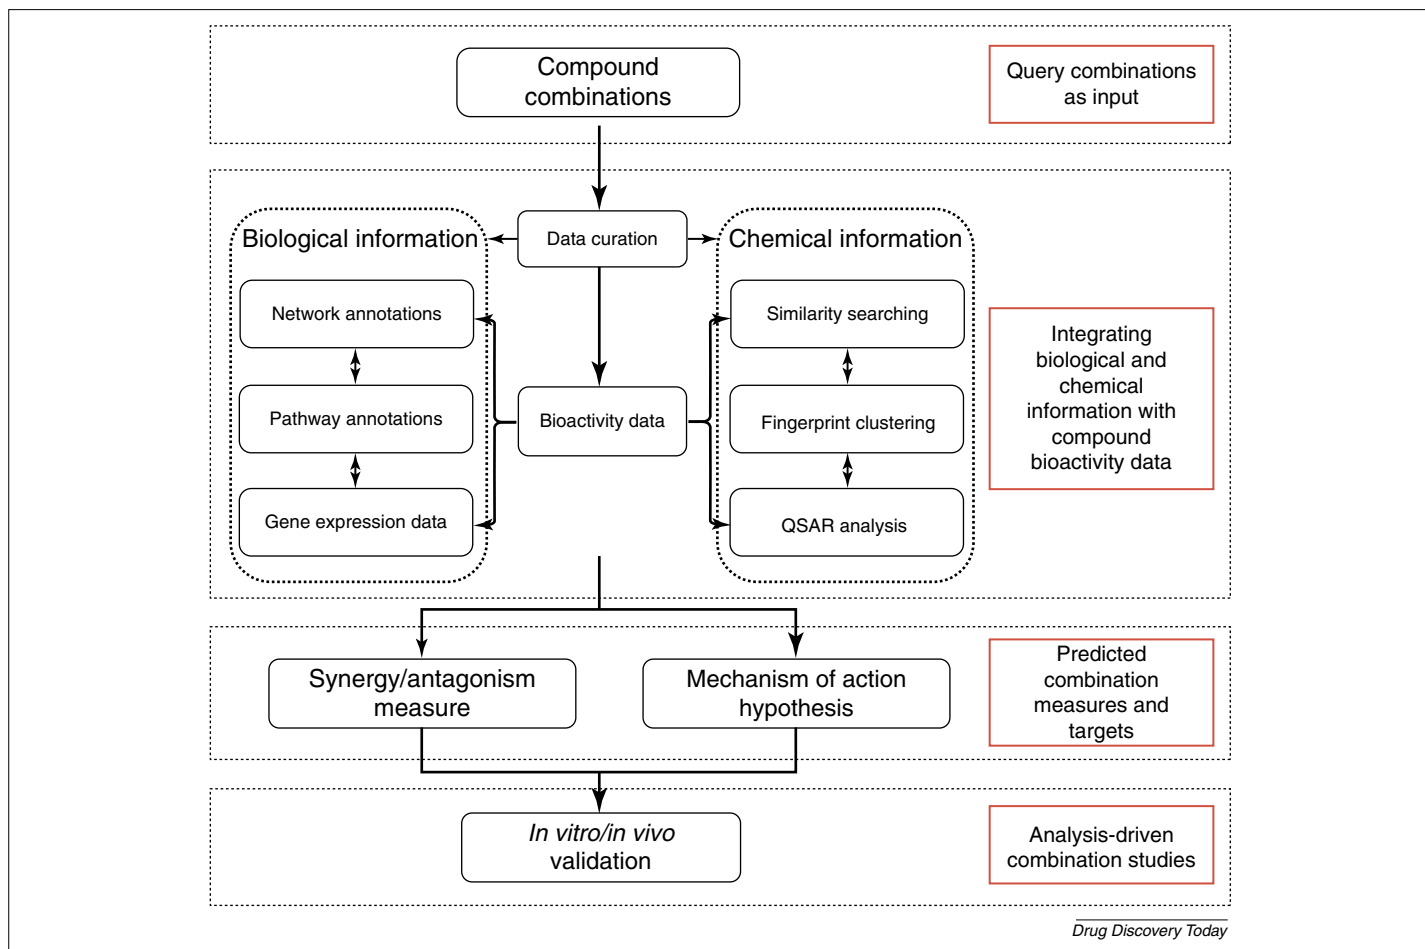 Compound
combinations
Query combinations
as input
Biological information
Data curation
Chemical information
Network annotations
Similarity searching
Pathway annotations
Bioactivity data
Fingerprint clustering
Gene expression data
QSAR analysis
Integrating
biological and
chemical
information with
compound
bioactivity data
Synergy/antagonism
measure
Mechanism of action
hypothesis
Predicted
combination
measures and
targets
In vitro/in vivo
validation
Analysis-driven
combination studies
Drug Discovery Today